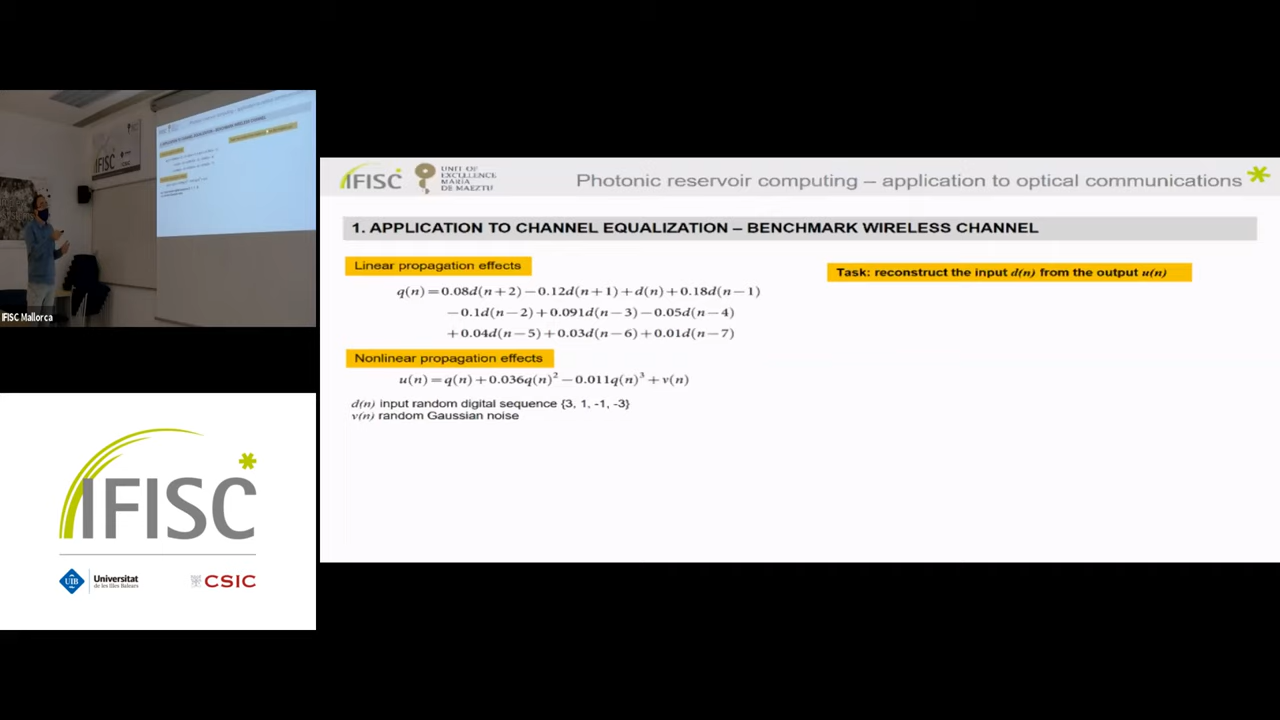 IFISC
IFISC Mallorca
IFISC
UIB
Universitat
de les Illes Balears
CSIC
IFISC
UNIT OF
EXCELLENCE
MARÍA
DE MAEZTU
Photonic reservoir computing – application to optical communications
1. APPLICATION TO CHANNEL EQUALIZATION – BENCHMARK WIRELESS CHANNEL
Linear propagation effects
q(n) = 0.08d(n+2) − 0.12d(n+1) + d(n) + 0.18d(n−1)
−0.1d(n−2) + 0.091d(n−3) − 0.05d(n−4)
+0.04d(n−5) + 0.03d(n−6) + 0.01d(n−7)
Nonlinear propagation effects
u(n) = q(n) + 0.036q(n)² − 0.011q(n)³ + v(n)
d(n) input random digital sequence {3, 1, -1, -3}
v(n) random Gaussian noise
Task: reconstruct the input d(n) from the output u(n)